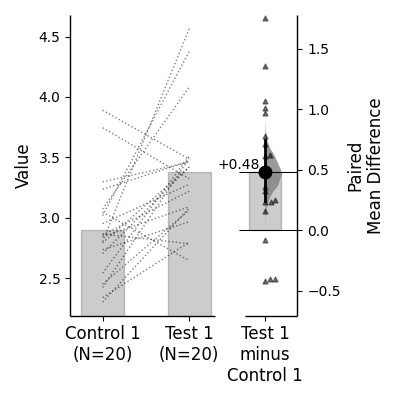 4.5
4.0
3.5
3.0
2.5
Value
Control 1
(N=20)
Test 1
(N=20)
+0.48
1.5
1.0
0.5
0.0
−0.5
Paired
Mean Difference
Test 1
minus
Control 1